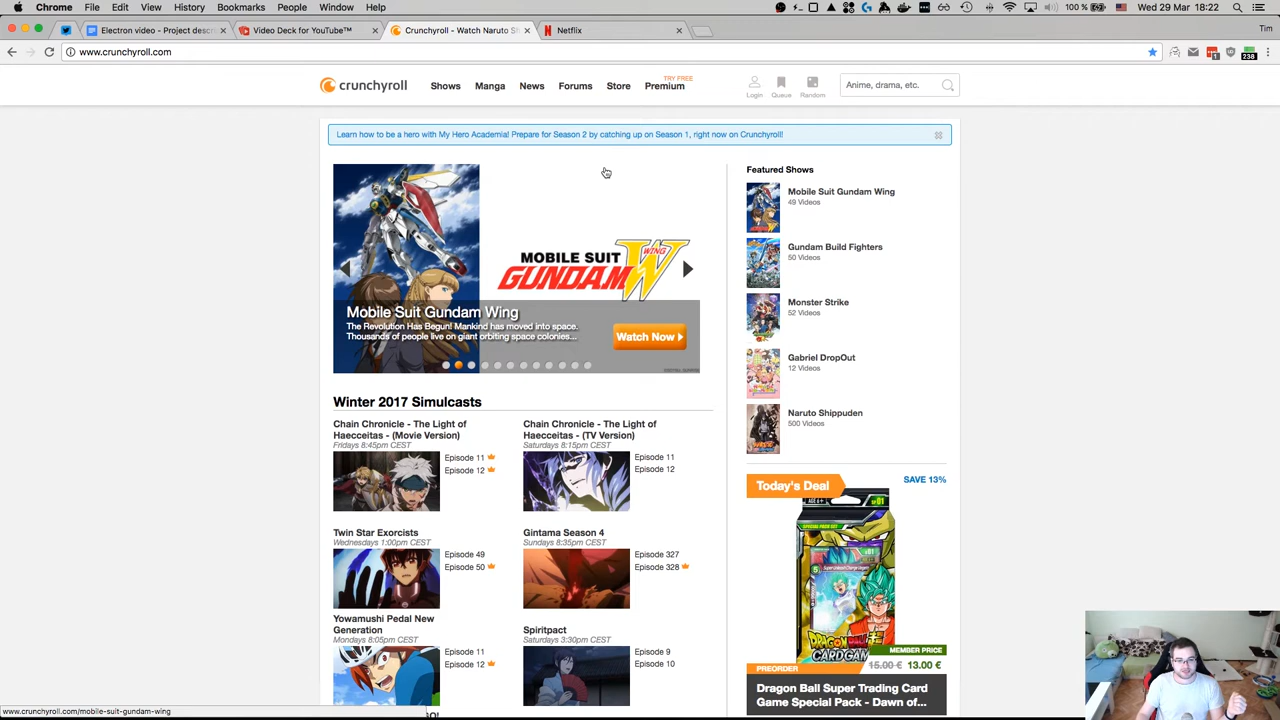 Chrome File Edit View History Bookmarks People Window Help
100 % Wed 29 Mar 18:22
Electron video - Project descri
Video Deck for YouTube™
Crunchyroll - Watch Naruto S
Netflix
Tim
www.crunchyroll.com
1
238
crunchyroll
Shows
Manga
News
Forums
Store
TRY FREE
Premium
Login
Queue
Random
Anime, drama, etc.
Learn how to be a hero with My Hero Academia! Prepare for Season 2 by catching up on Season 1, right now on Crunchyroll!
MOBILE SUIT
GUNDAM WING
Mobile Suit Gundam Wing
The Revolution Has Begun! Mankind has moved into space.
Thousands of people live on giant orbiting space colonies...
Watch Now
Winter 2017 Simulcasts
Chain Chronicle - The Light of
Haecceitas - (Movie Version)
Fridays 8:45pm CEST
Episode 11
Episode 12
Chain Chronicle - The Light of
Haecceitas - (TV Version)
Saturdays 8:15pm CEST
Episode 11
Episode 12
Twin Star Exorcists
Wednesdays 1:00pm CEST
Episode 49
Episode 50
Gintama Season 4
Sundays 8:35pm CEST
Episode 327
Episode 328
Yowamushi Pedal New
Generation
Mondays 8:05pm CEST
Episode 11
Episode 12
Spiritpact
Saturdays 3:30pm CEST
Episode 9
Episode 10
Featured Shows
Mobile Suit Gundam Wing
49 Videos
Gundam Build Fighters
50 Videos
Monster Strike
52 Videos
Gabriel DropOut
12 Videos
Naruto Shippuden
500 Videos
Today's Deal
SAVE 13%
DRAGON BALL
CARD GAM
MEMBER PRICE
PREORDER
15.00 € 13.00 €
Dragon Ball Super Trading Card
Game Special Pack - Dawn of...
www.crunchyroll.com/mobile-suit-gundam-wing